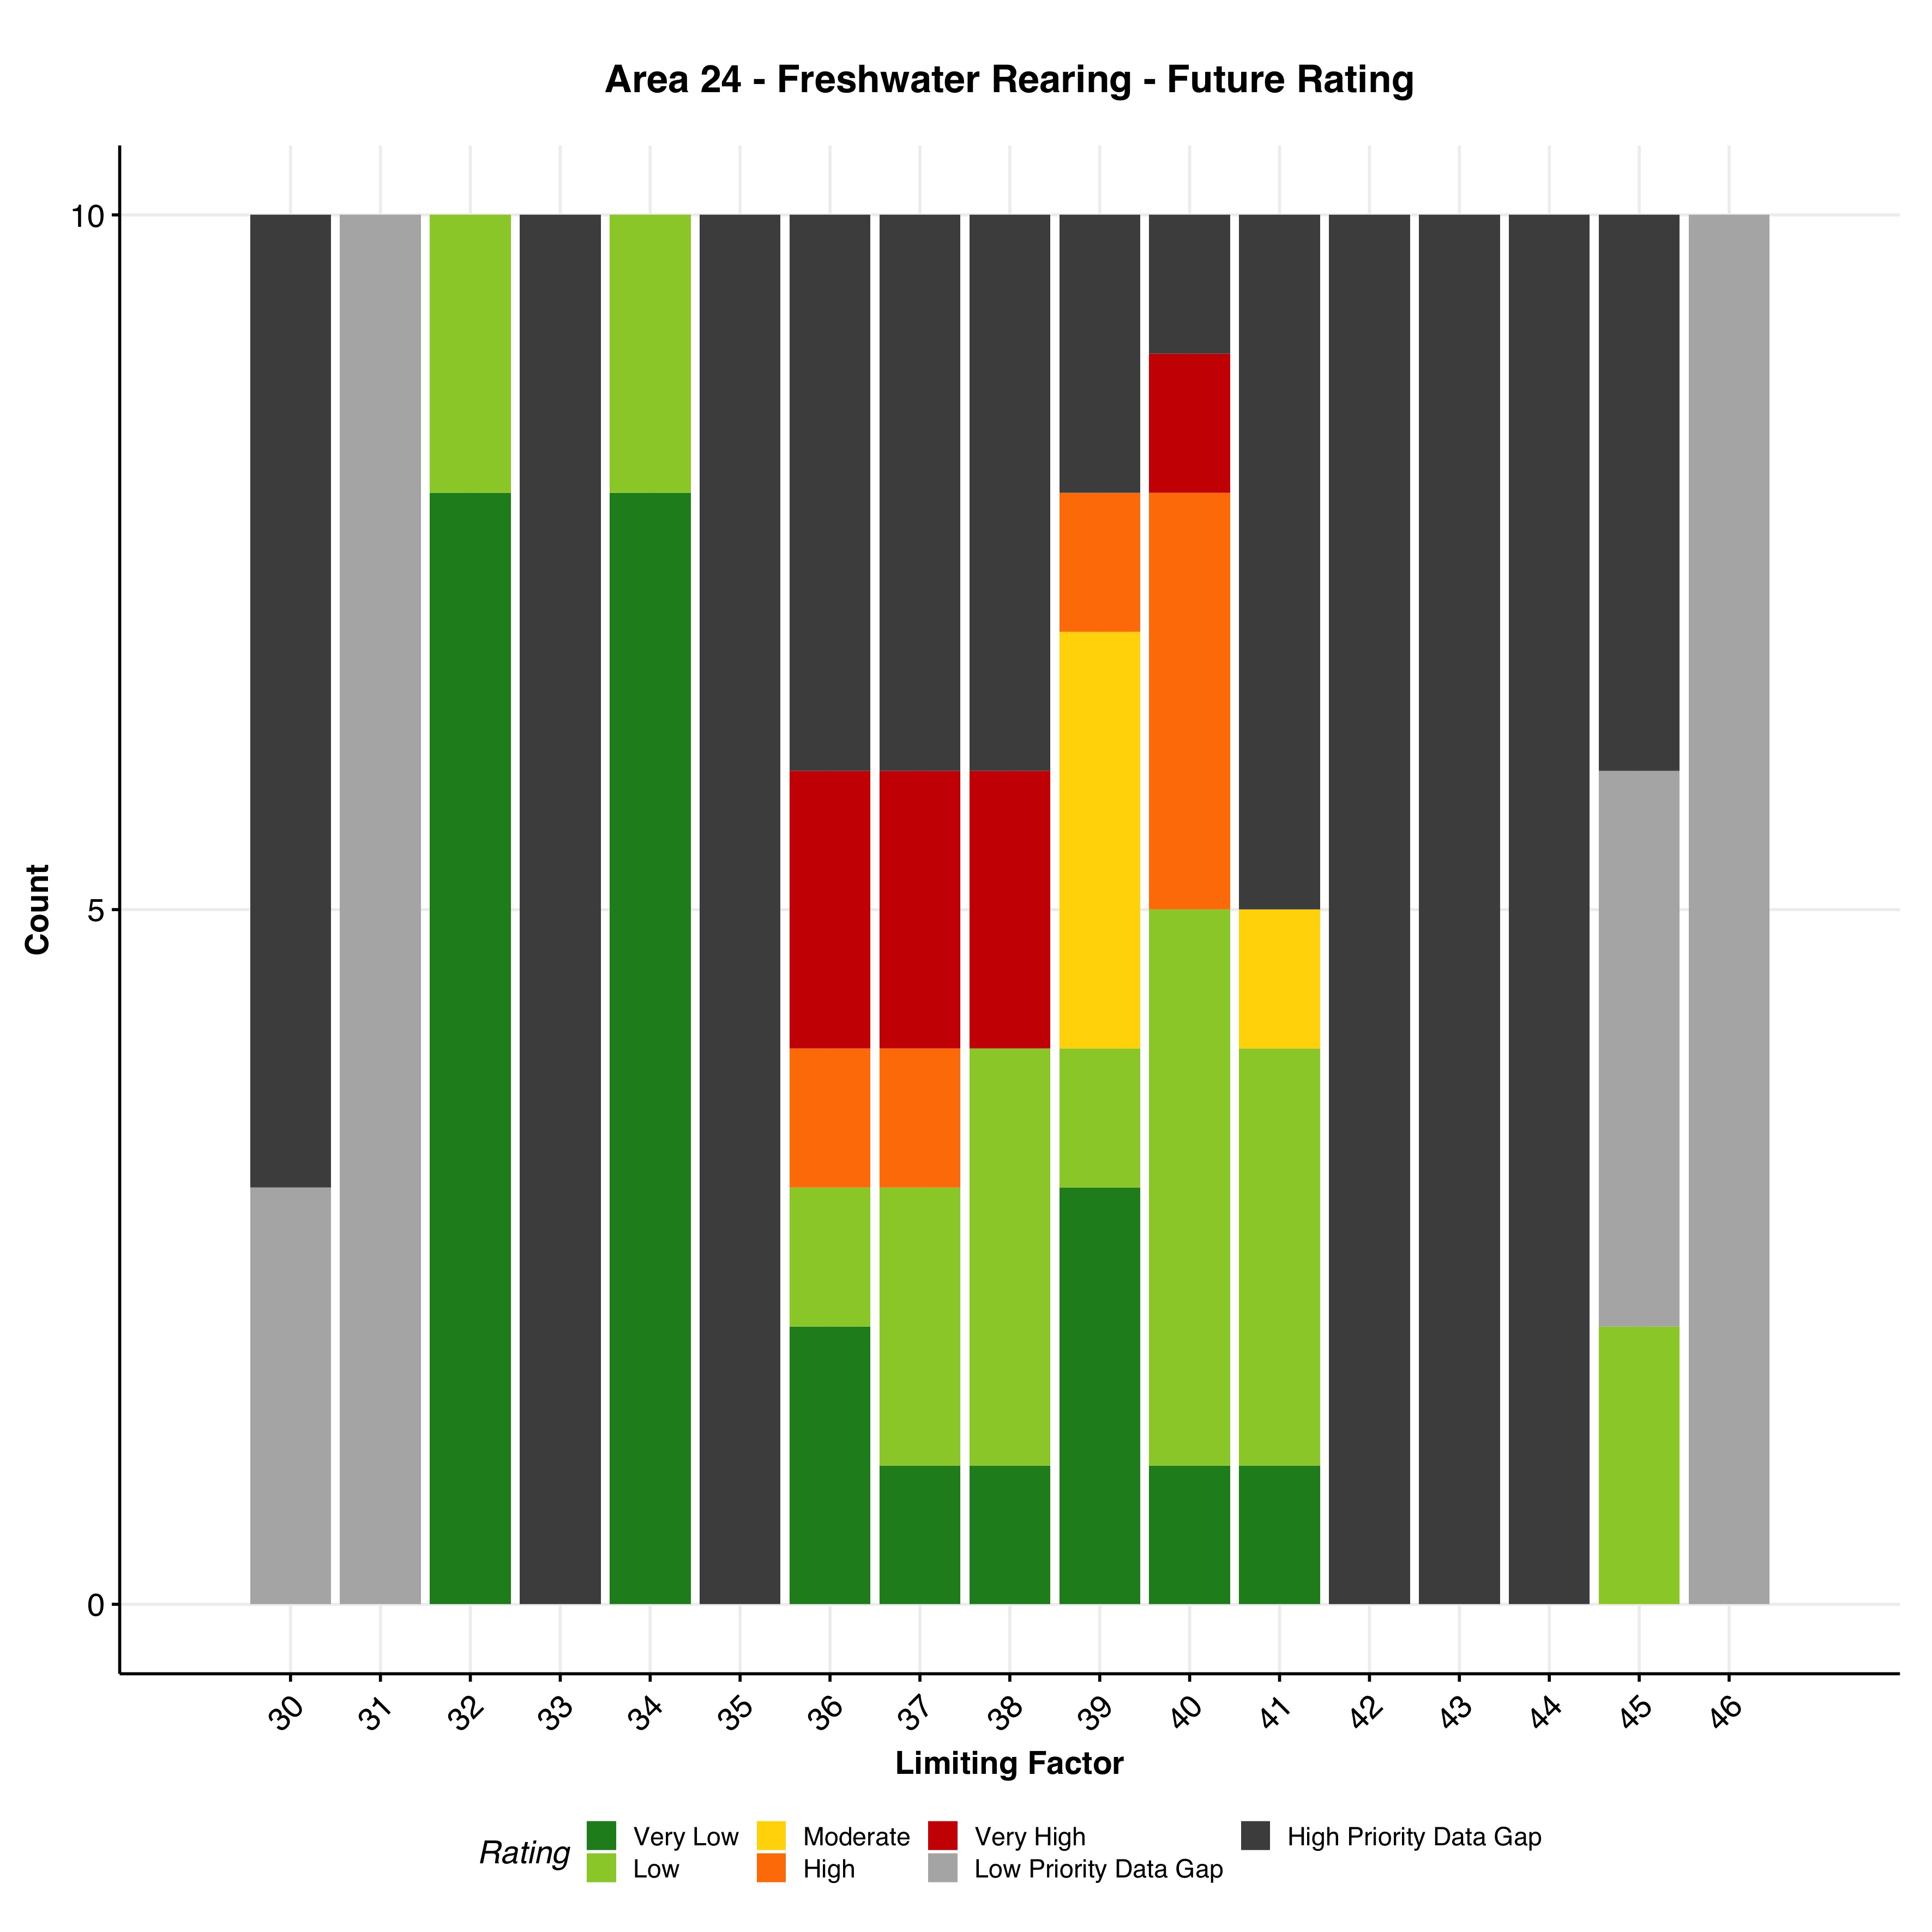 Area 24 - Freshwater Rearing - Future Rating
10
5
0
Count
30 31 32 33 34 35 36 37 38 39 40 41 42 43 44 45 46
Limiting Factor
Rating
Very Low Moderate Very High High Priority Data Gap
Low High Low Priority Data Gap